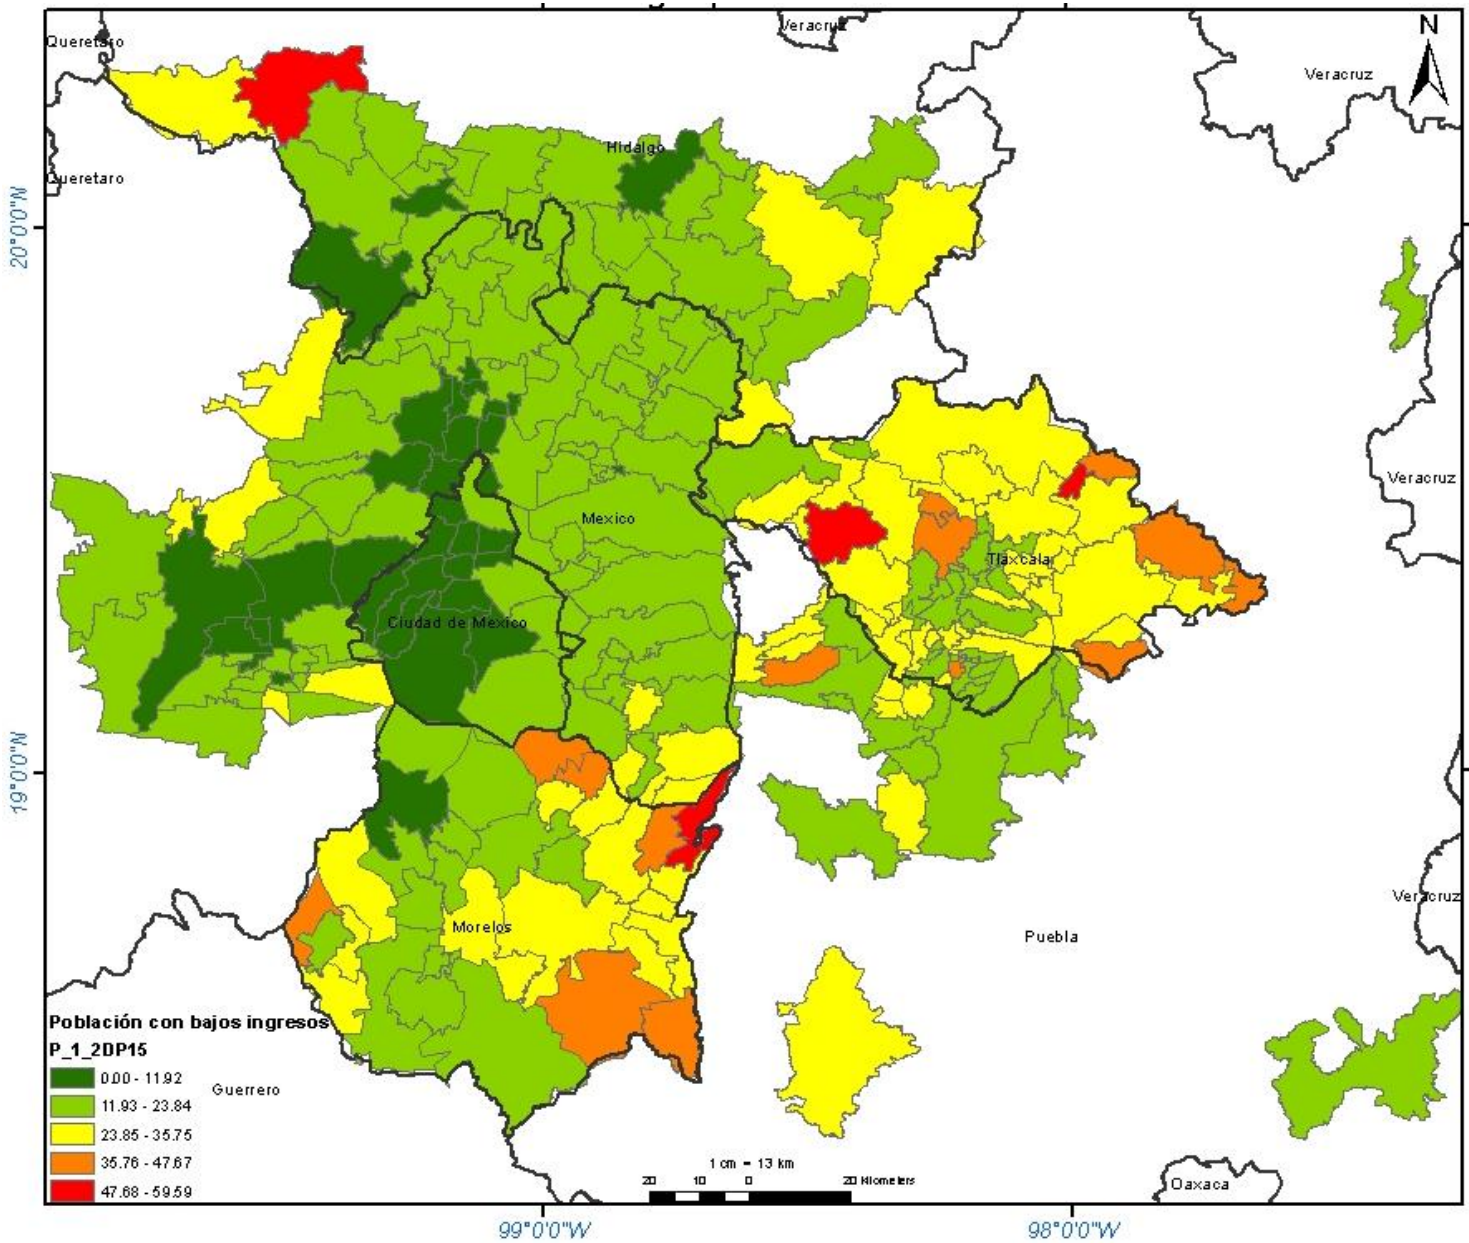 Veracruz
Queretaro
N
Veracruz
Hidalgo
Queretaro
20°0'0"N
Veracruz
Mexico
Tlaxcala
Ciudad de Mexico
19°0'0"N
Veracruz
Morelos
Puebla
Población con bajos ingresos
P_1_2DP15
0.00 - 11.92
Guerrero
11.93 - 23.84
23.85 - 35.75
35.76 - 47.67
47.68 - 59.59
1 cm = 13 km
20 10 0 20 Kilometers
Oaxaca
99°0'0"W
98°0'0"W